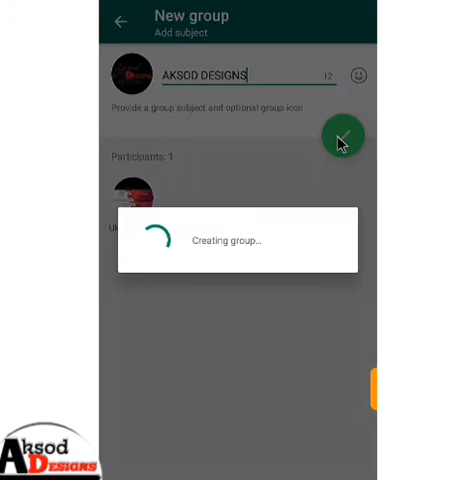 New group
Add subject
DESIGNS
AKSOD DESIGNS
12
Provide a group subject and optional group icon
Participants: 1
Creating group...
Aksod
DESIGNS